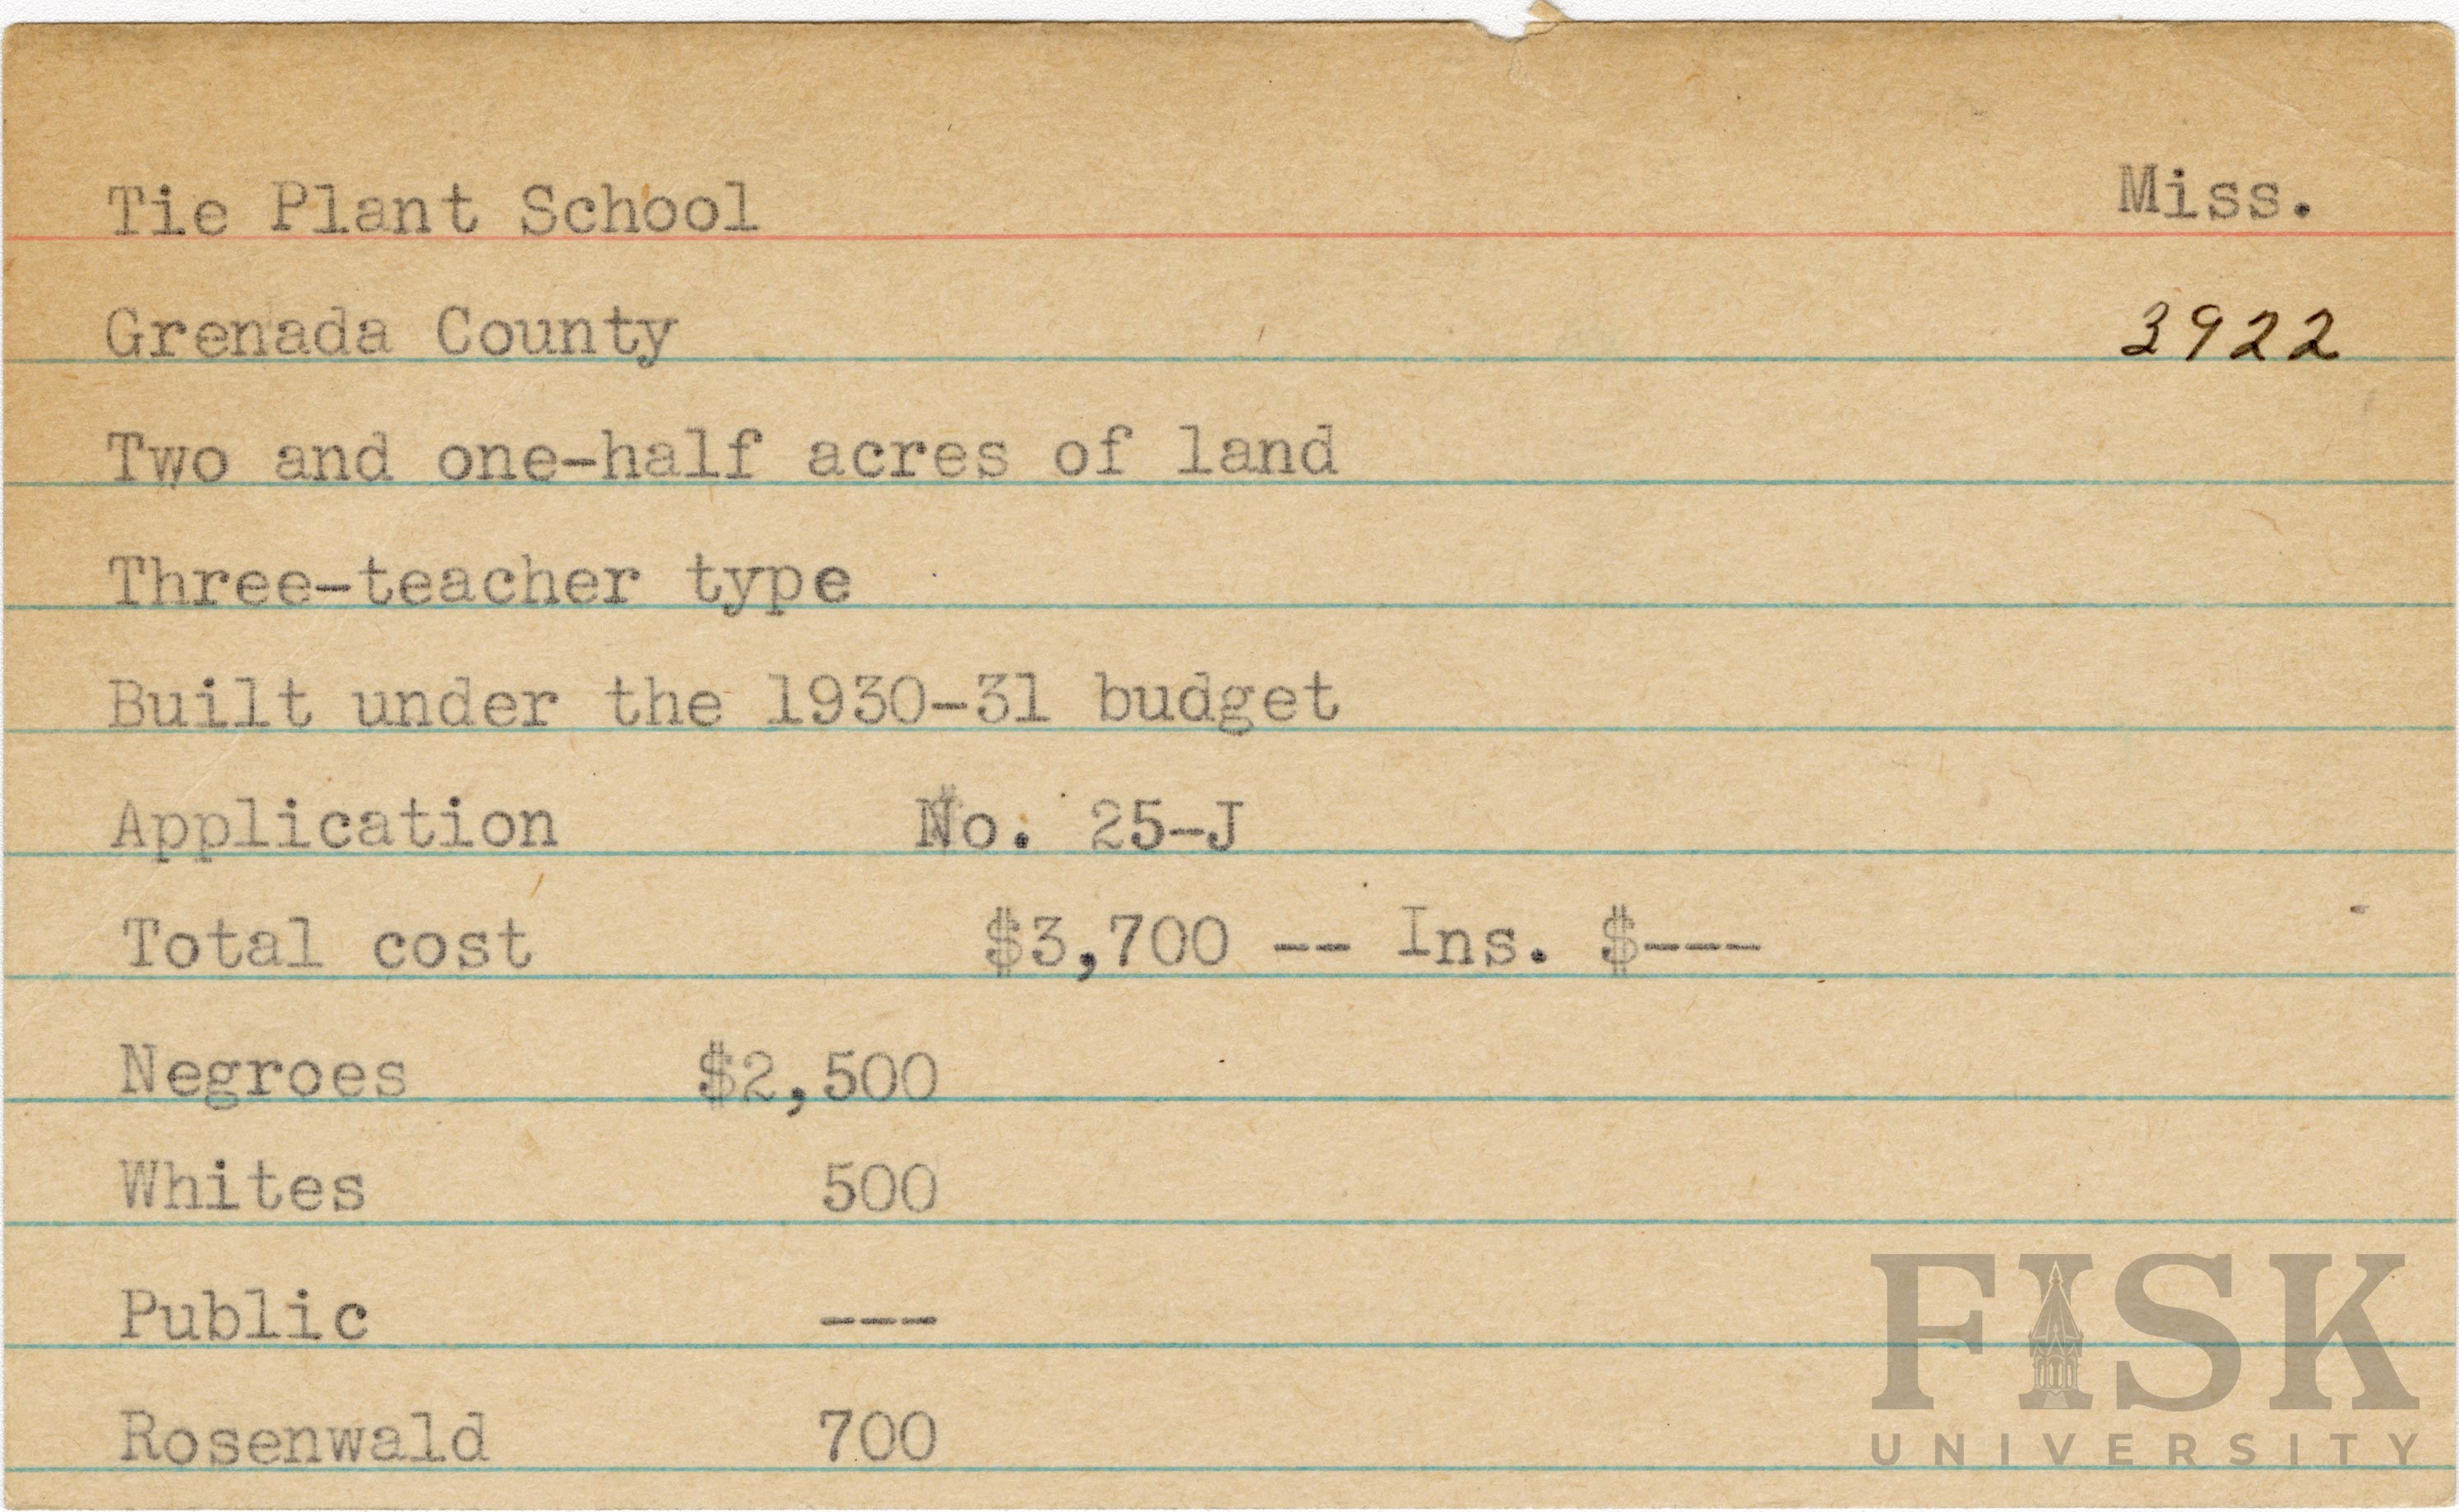 Tie Plant School Miss.
Grenada County 3922
Two and one-half acres of land
Three-teacher type
Built under the 1930-31 budget
Application No. 25-J
Total cost $3,700 -- Ins. $---
Negroes $2,500
Whites 500
Public ---
Rosenwald 700
FISK
UNIVERSITY